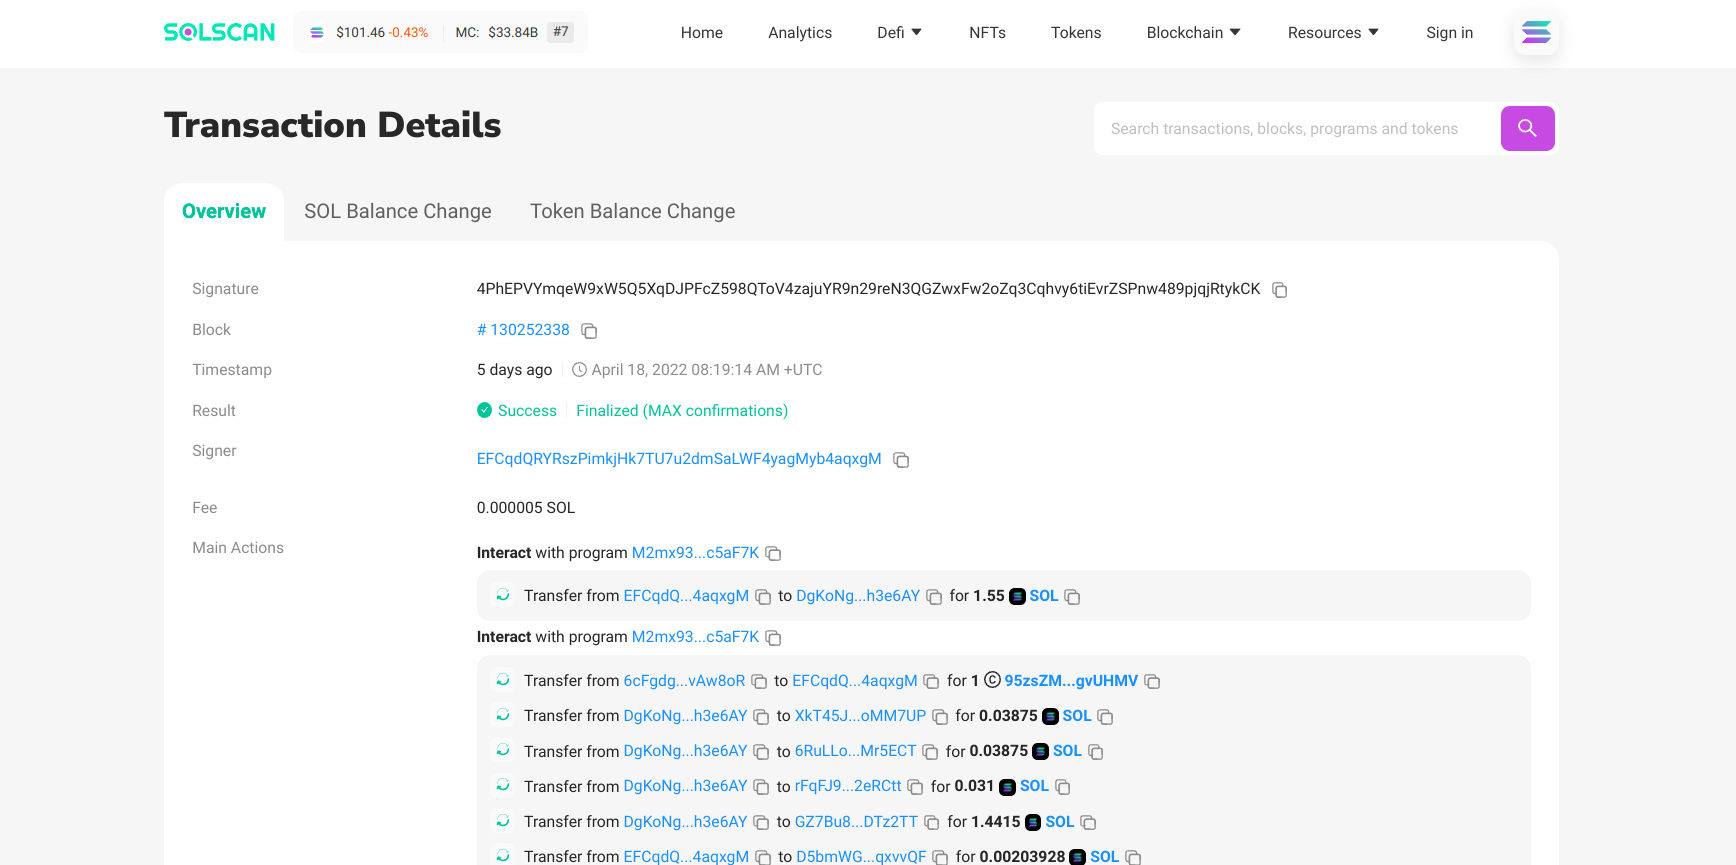 SOLSCAN $101.46 -0.43% MC: $33.84B #7 Home Analytics Defi NFTs Tokens Blockchain Resources Sign in
Transaction Details
Search transactions, blocks, programs and tokens
Overview SOL Balance Change Token Balance Change
Signature 4PhEPVYmqeW9xW5Q5XqDJPFcZ598QToV4zajuYR9n29reN3QGZwxFw2oZq3Cqhvy6tiEvrZSPnw489pjqjRtykCK
Block # 130252338
Timestamp 5 days ago April 18, 2022 08:19:14 AM +UTC
Result Success Finalized (MAX confirmations)
Signer EFCqdQRYRszPimkjHk7TU7u2dmSaLWF4yagMyb4aqxgM
Fee 0.000005 SOL
Main Actions Interact with program M2mx93...c5aF7K
Transfer from EFCqdQ...4aqxgM to DgKoNg...h3e6AY for 1.55 SOL
Interact with program M2mx93...c5aF7K
Transfer from 6cFgdg...vAw8oR to EFCqdQ...4aqxgM for 1 © 95zsZM...gvUHMV
Transfer from DgKoNg...h3e6AY to XkT45J...oMM7UP for 0.03875 SOL
Transfer from DgKoNg...h3e6AY to 6RuLLo...Mr5ECT for 0.03875 SOL
Transfer from DgKoNg...h3e6AY to rFqFJ9...2eRCtt for 0.031 SOL
Transfer from DgKoNg...h3e6AY to GZ7Bu8...DTz2TT for 1.4415 SOL
Transfer from EFCqdQ...4aqxgM to D5bmWG...qxvvQF for 0.00203928 SOL